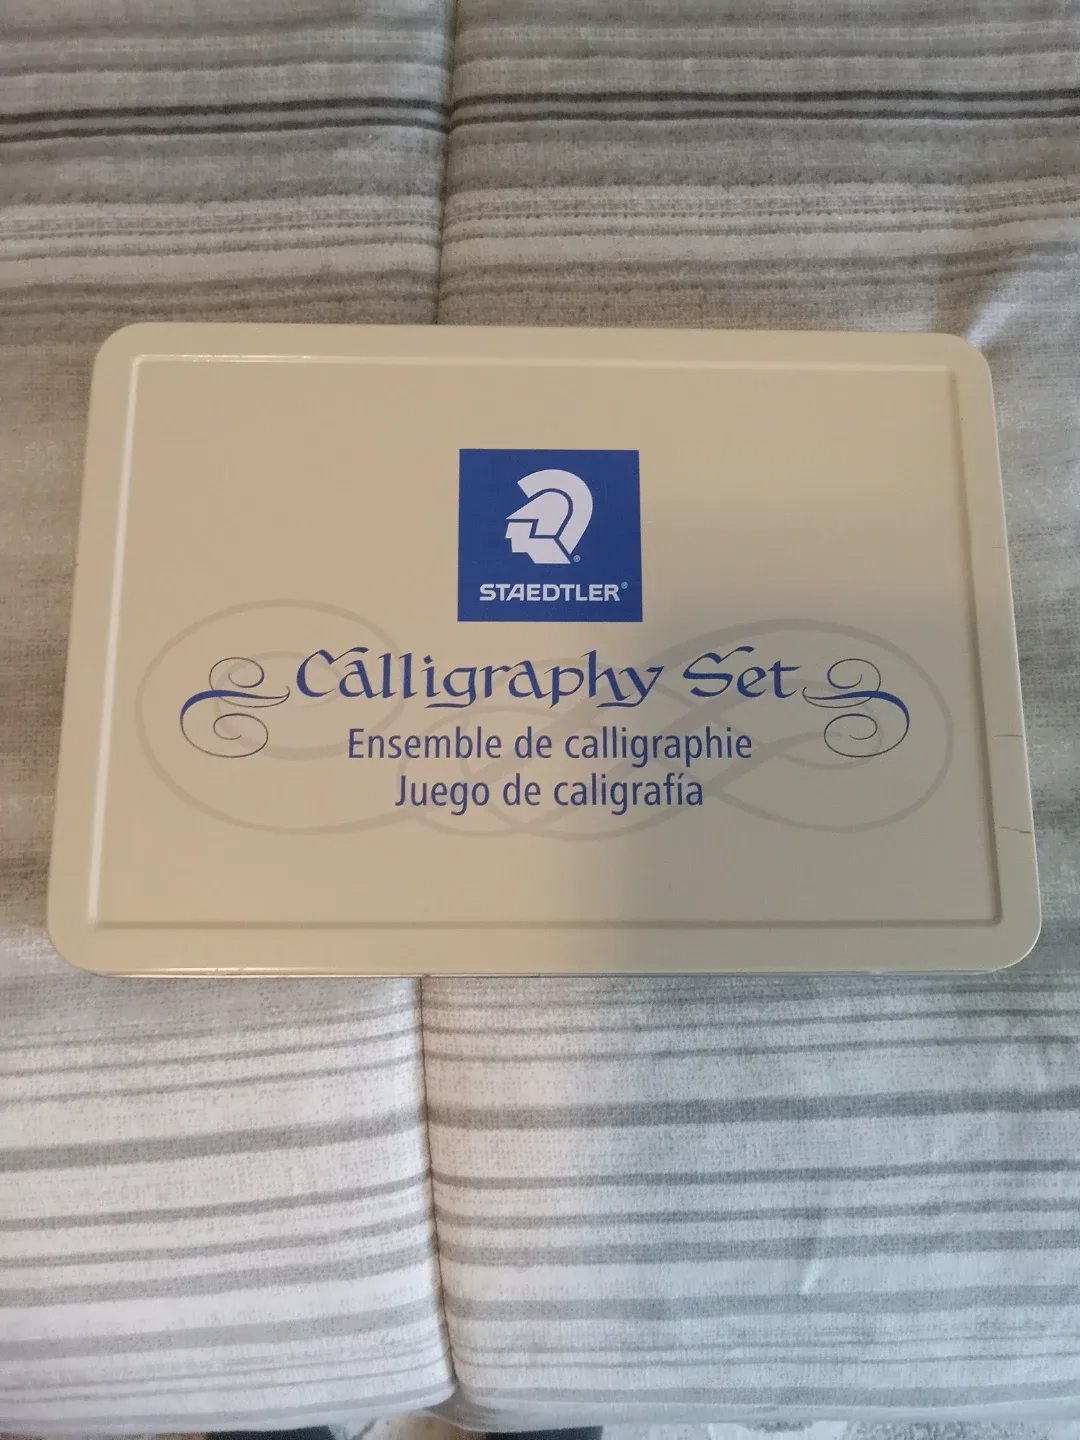 STAEDTLER®
Calligraphy Set
Ensemble de calligraphie
Juego de caligrafía